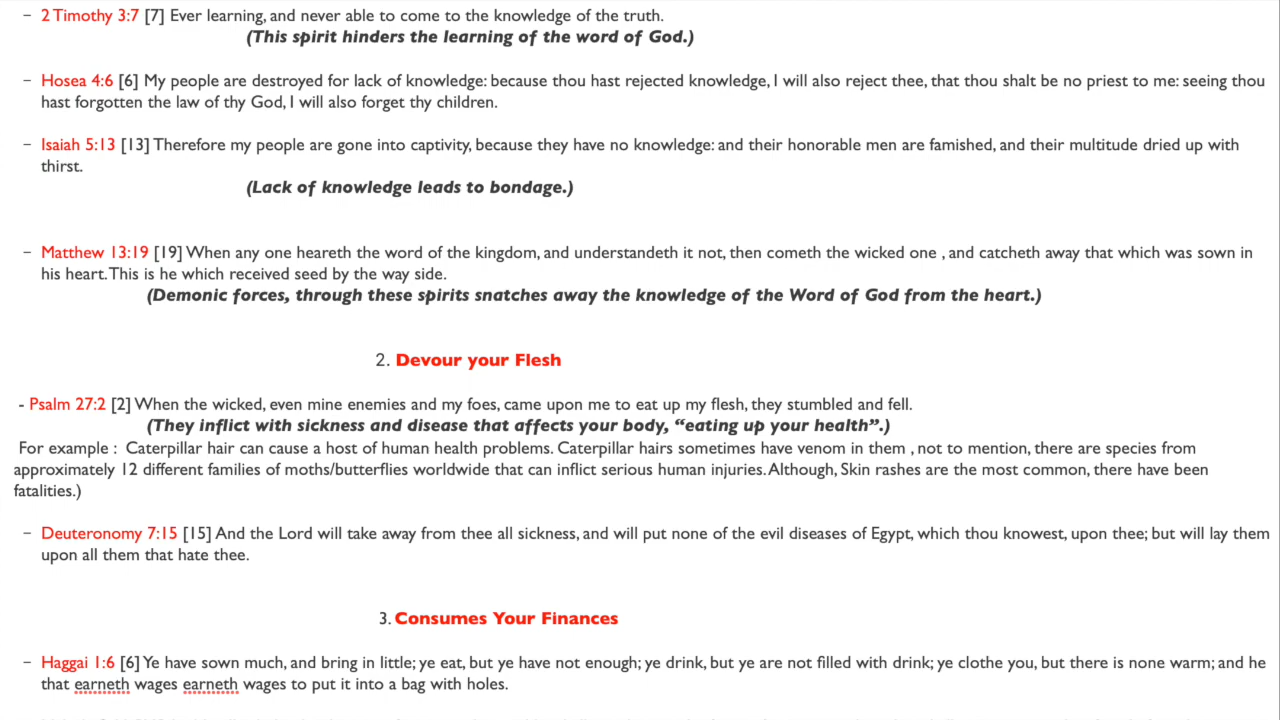 – 2 Timothy 3:7 [7] Ever learning, and never able to come to the knowledge of the truth.
(This spirit hinders the learning of the word of God.)
– Hosea 4:6 [6] My people are destroyed for lack of knowledge: because thou hast rejected knowledge, I will also reject thee, that thou shalt be no priest to me: seeing thou
hast forgotten the law of thy God, I will also forget thy children.
– Isaiah 5:13 [13] Therefore my people are gone into captivity, because they have no knowledge: and their honorable men are famished, and their multitude dried up with
thirst.
(Lack of knowledge leads to bondage.)
– Matthew 13:19 [19] When any one heareth the word of the kingdom, and understandeth it not, then cometh the wicked one , and catcheth away that which was sown in
his heart. This is he which received seed by the way side.
(Demonic forces, through these spirits snatches away the knowledge of the Word of God from the heart.)
2. Devour your Flesh
- Psalm 27:2 [2] When the wicked, even mine enemies and my foes, came upon me to eat up my flesh, they stumbled and fell.
(They inflict with sickness and disease that affects your body, “eating up your health”.)
For example : Caterpillar hair can cause a host of human health problems. Caterpillar hairs sometimes have venom in them , not to mention, there are species from
approximately 12 different families of moths/butterflies worldwide that can inflict serious human injuries. Although, Skin rashes are the most common, there have been
fatalities.)
– Deuteronomy 7:15 [15] And the Lord will take away from thee all sickness, and will put none of the evil diseases of Egypt, which thou knowest, upon thee; but will lay them
upon all them that hate thee.
3. Consumes Your Finances
– Haggai 1:6 [6] Ye have sown much, and bring in little; ye eat, but ye have not enough; ye drink, but ye are not filled with drink; ye clothe you, but there is none warm; and he
that earneth wages earneth wages to put it into a bag with holes.